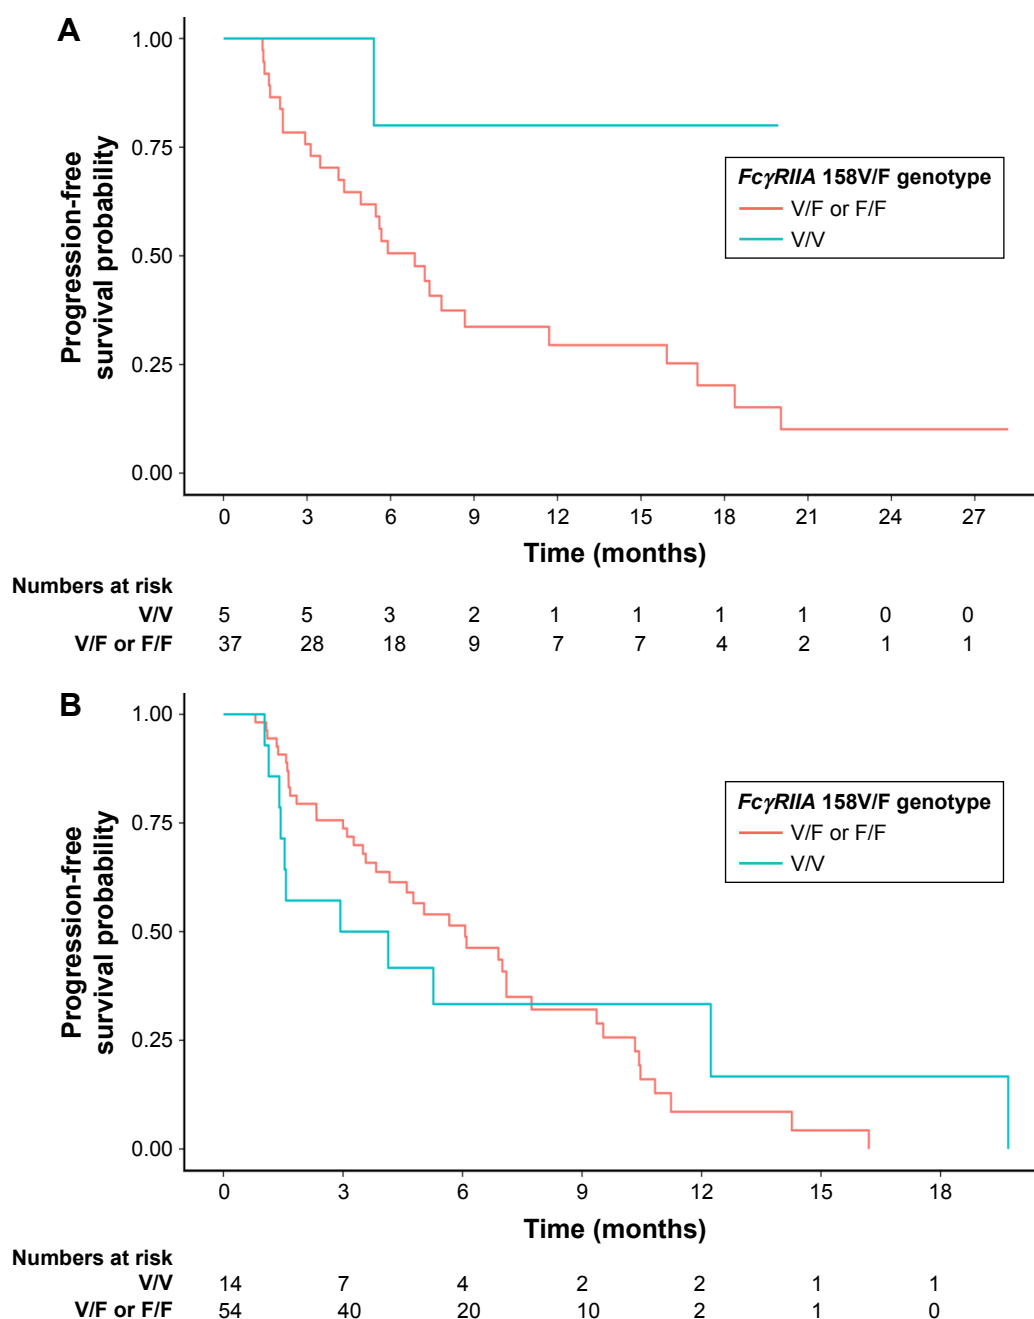 A
1.00
0.75
0.50
0.25
0.00
Progression-free
survival probability
FcγRIIA 158V/F genotype
V/F or F/F
V/V
0 3 6 9 12 15 18 21 24 27
Time (months)
Numbers at risk
V/V 5 5 3 2 1 1 1 1 0 0
V/F or F/F 37 28 18 9 7 7 4 2 1 1
B
1.00
0.75
0.50
0.25
0.00
Progression-free
survival probability
FcγRIIA 158V/F genotype
V/F or F/F
V/V
0 3 6 9 12 15 18
Time (months)
Numbers at risk
V/V 14 7 4 2 2 1 1
V/F or F/F 54 40 20 10 2 1 0